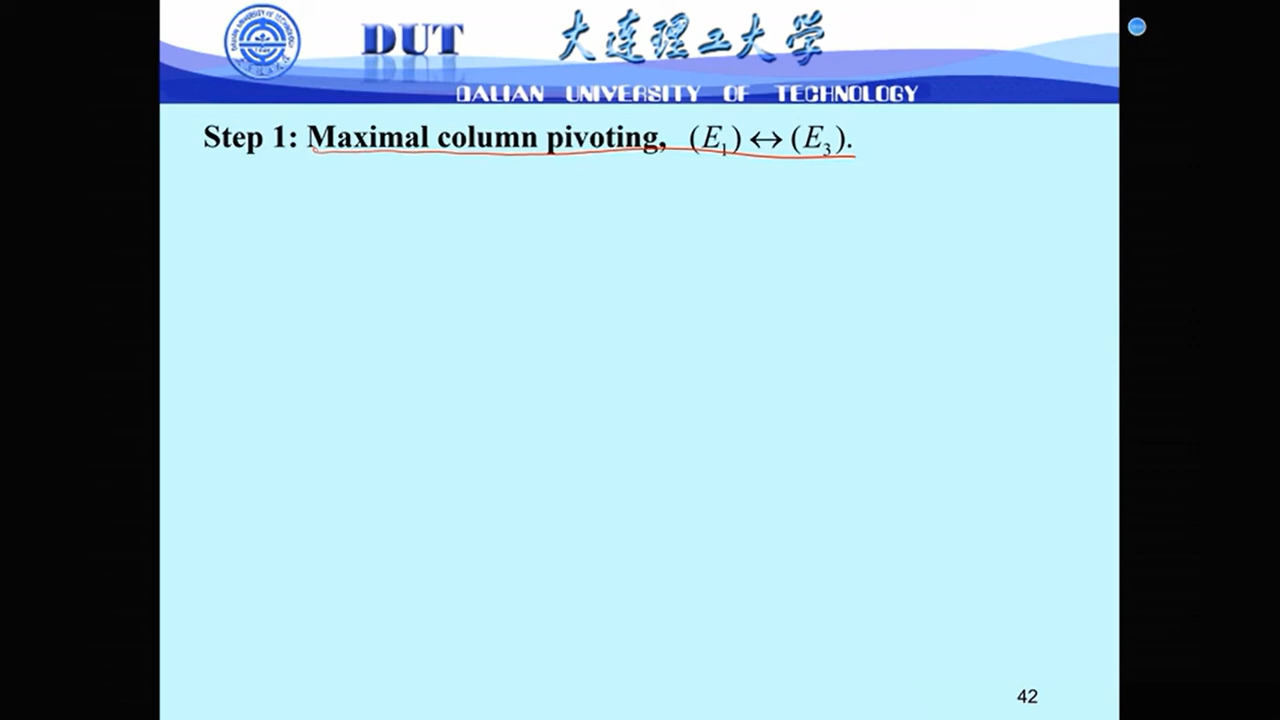 DUT
大连理工大学
DALIAN UNIVERSITY OF TECHNOLOGY
Step 1: Maximal column pivoting, (E₁) ↔ (E₃).
42